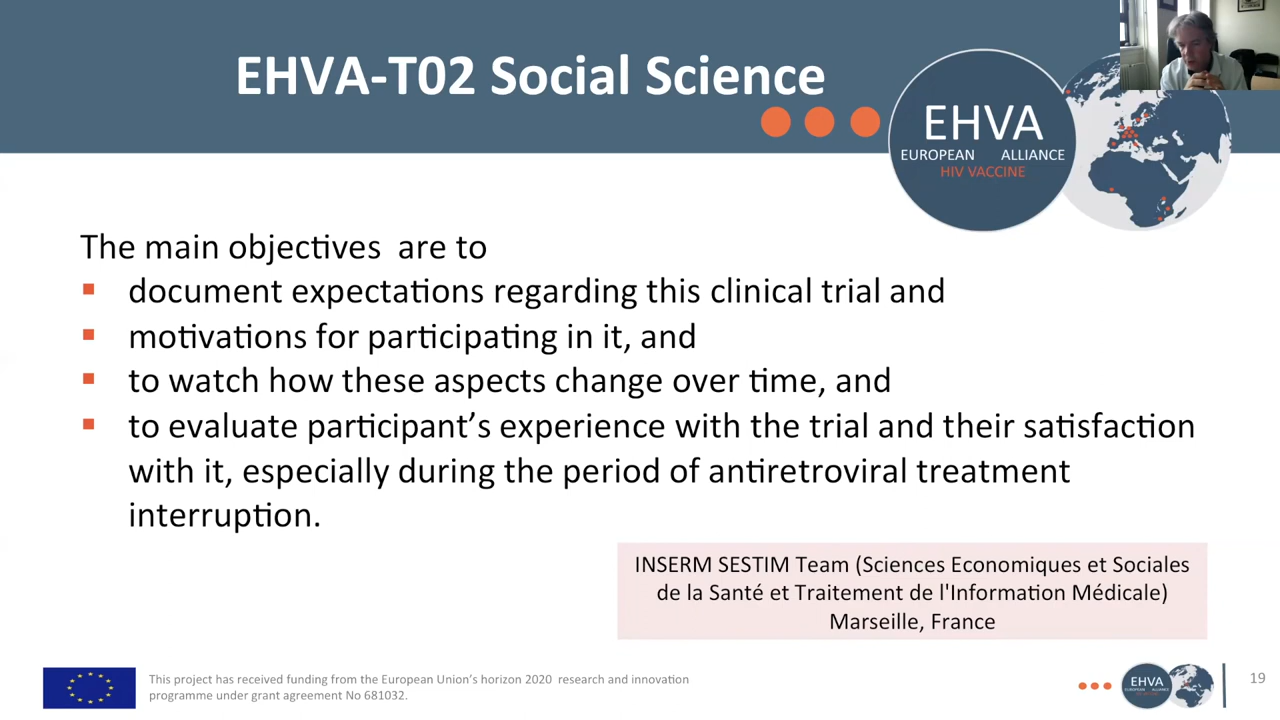 EHVA-T02 Social Science
EHVA
EUROPEAN ALLIANCE
HIV VACCINE
The main objectives are to
▪ document expectations regarding this clinical trial and
▪ motivations for participating in it, and
▪ to watch how these aspects change over time, and
▪ to evaluate participant's experience with the trial and their satisfaction
with it, especially during the period of antiretroviral treatment
interruption.
INSERM SESTIM Team (Sciences Economiques et Sociales
de la Santé et Traitement de l'Information Médicale)
Marseille, France
This project has received funding from the European Union's horizon 2020 research and innovation
programme under grant agreement No 681032.
EHVA
EUROPEAN ALLIANCE
HIV VACCINE
19